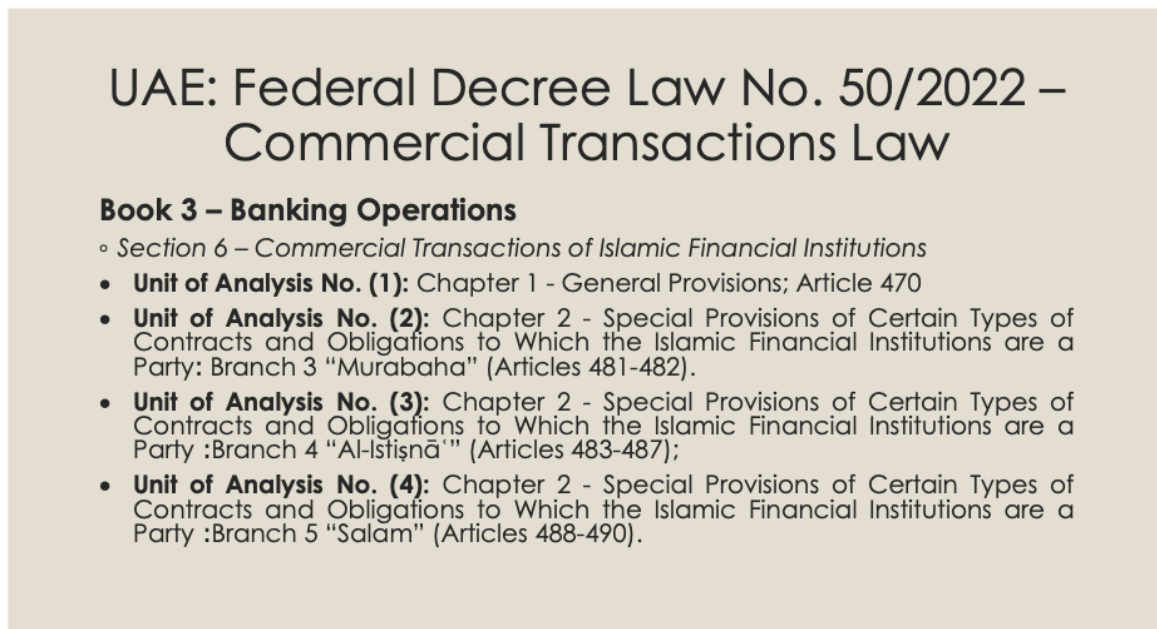 UAE: Federal Decree Law No. 50/2022 –
Commercial Transactions Law
Book 3 – Banking Operations
◦ Section 6 – Commercial Transactions of Islamic Financial Institutions
• Unit of Analysis No. (1): Chapter 1 - General Provisions; Article 470
• Unit of Analysis No. (2): Chapter 2 - Special Provisions of Certain Types of
Contracts and Obligations to Which the Islamic Financial Institutions are a
Party: Branch 3 “Murabaha” (Articles 481-482).
• Unit of Analysis No. (3): Chapter 2 - Special Provisions of Certain Types of
Contracts and Obligations to Which the Islamic Financial Institutions are a
Party :Branch 4 “Al-Istiṣnāʿ” (Articles 483-487);
• Unit of Analysis No. (4): Chapter 2 - Special Provisions of Certain Types of
Contracts and Obligations to Which the Islamic Financial Institutions are a
Party :Branch 5 “Salam” (Articles 488-490).